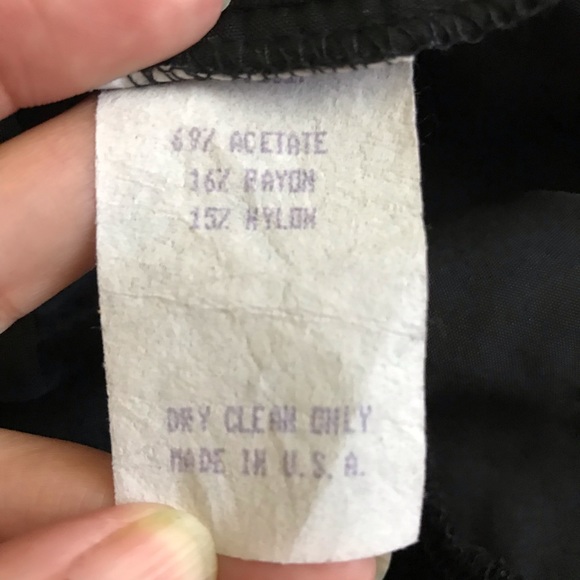 69% ACETATE
16% RAYON
15% NYLON
DRY CLEAN ONLY
MADE IN U.S.A.